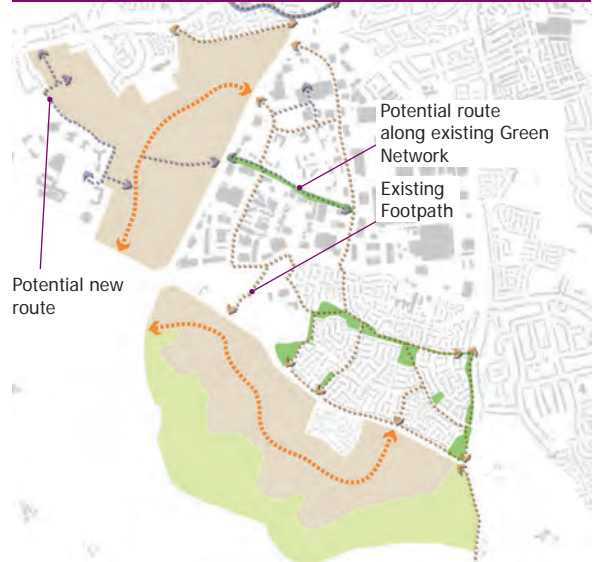 Potential route
along existing Green
Network
Existing
Footpath
Potential new
route